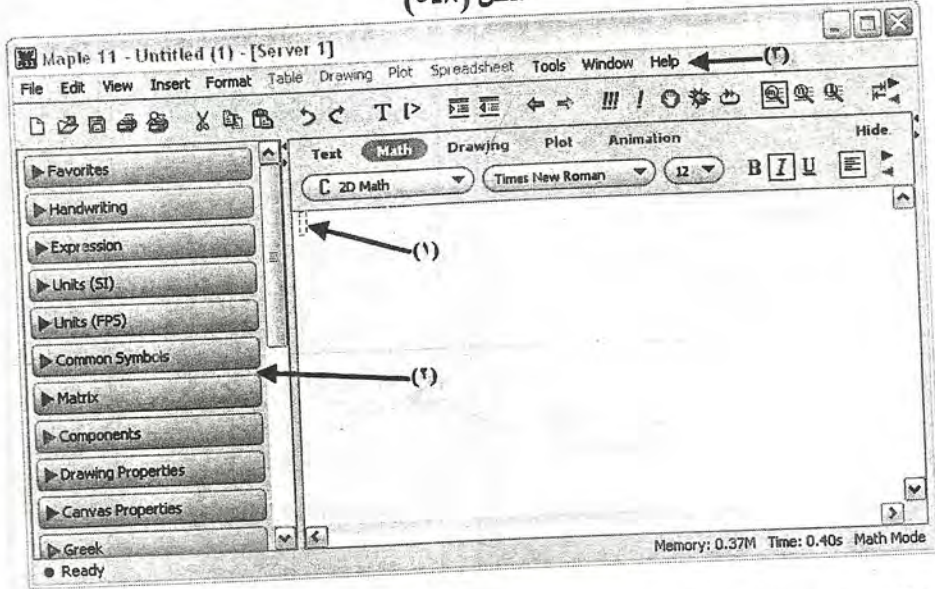 (٥-٨)
Maple 11 - Untitled (1) - [Server 1]
File Edit View Insert Format Table Drawing Plot Spreadsheet Tools Window Help (٣)
Text Math Drawing Plot Animation Hide
C 2D Math Times New Roman 12 B I U
Favorites
Handwriting
Expression
(١)
Units (SI)
Units (FPS)
Common Symbols
(٢)
Matrix
Components
Drawing Properties
Canvas Properties
Greek
Ready
Memory: 0.37M Time: 0.40s Math Mode